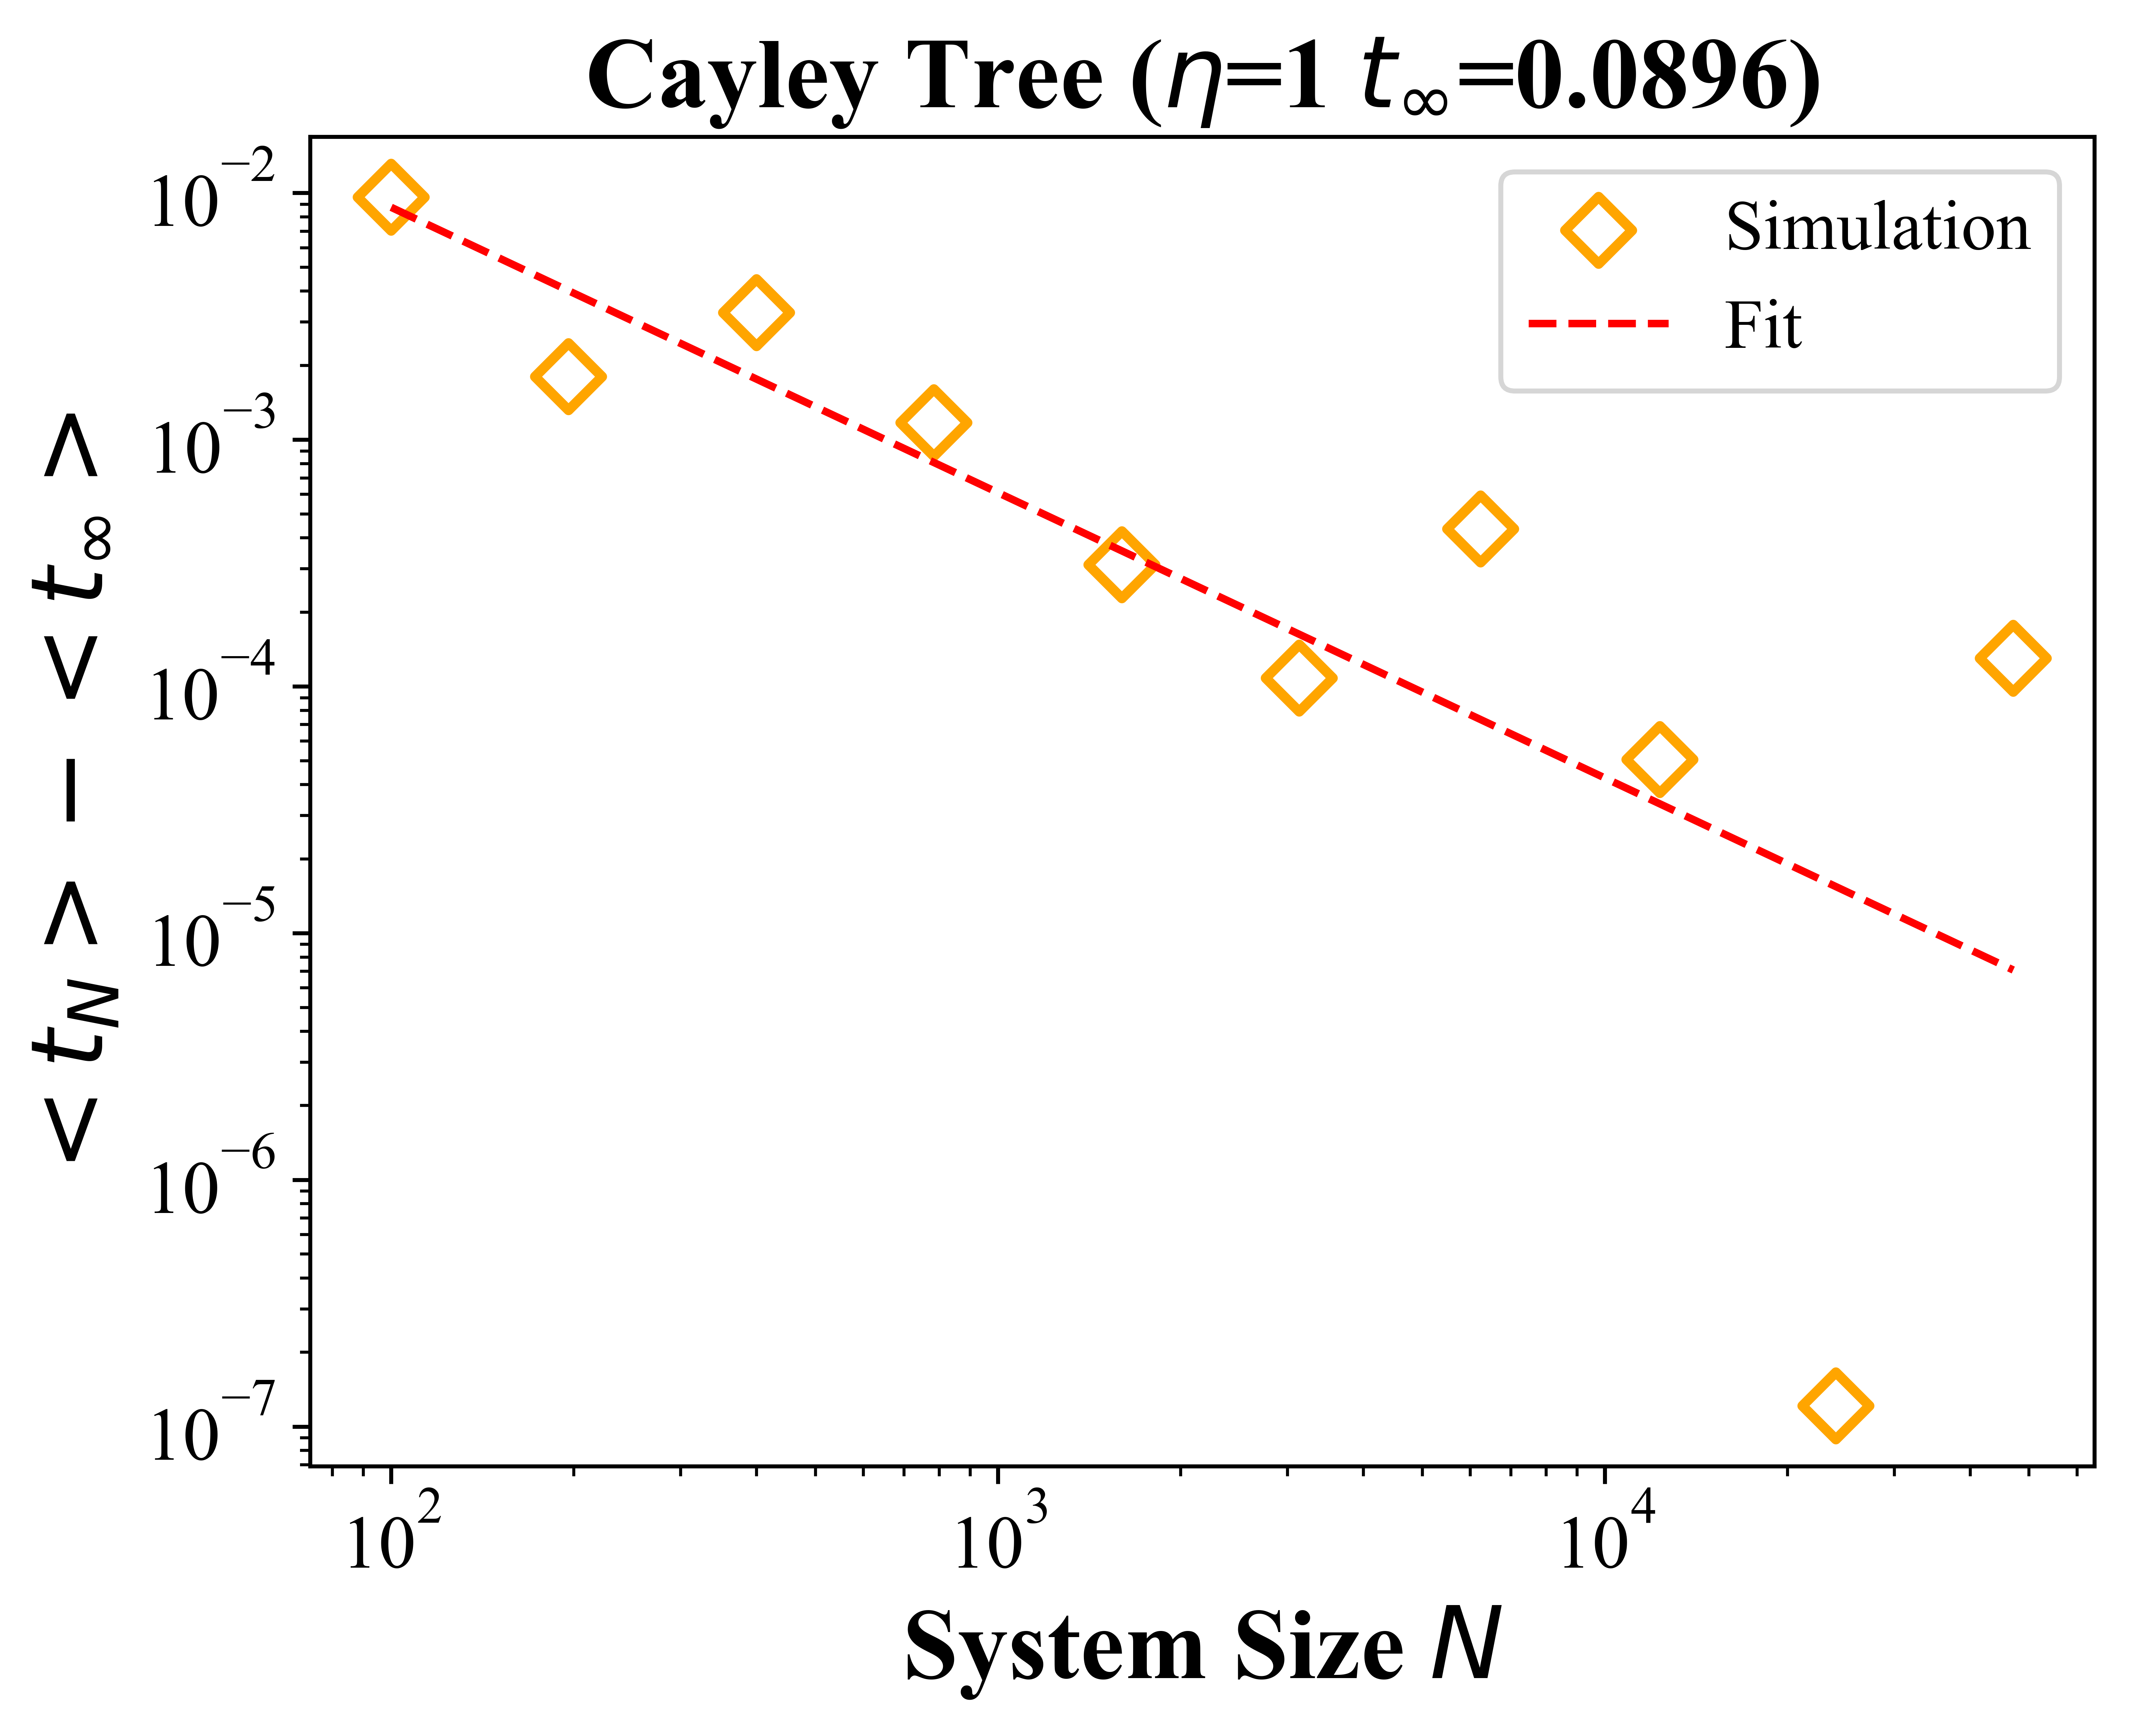 Cayley Tree (η=1 t∞=0.0896)
Simulation
Fit
<t_N> − <t∞>
10⁻²
10⁻³
10⁻⁴
10⁻⁵
10⁻⁶
10⁻⁷
10² 10³ 10⁴
System Size N